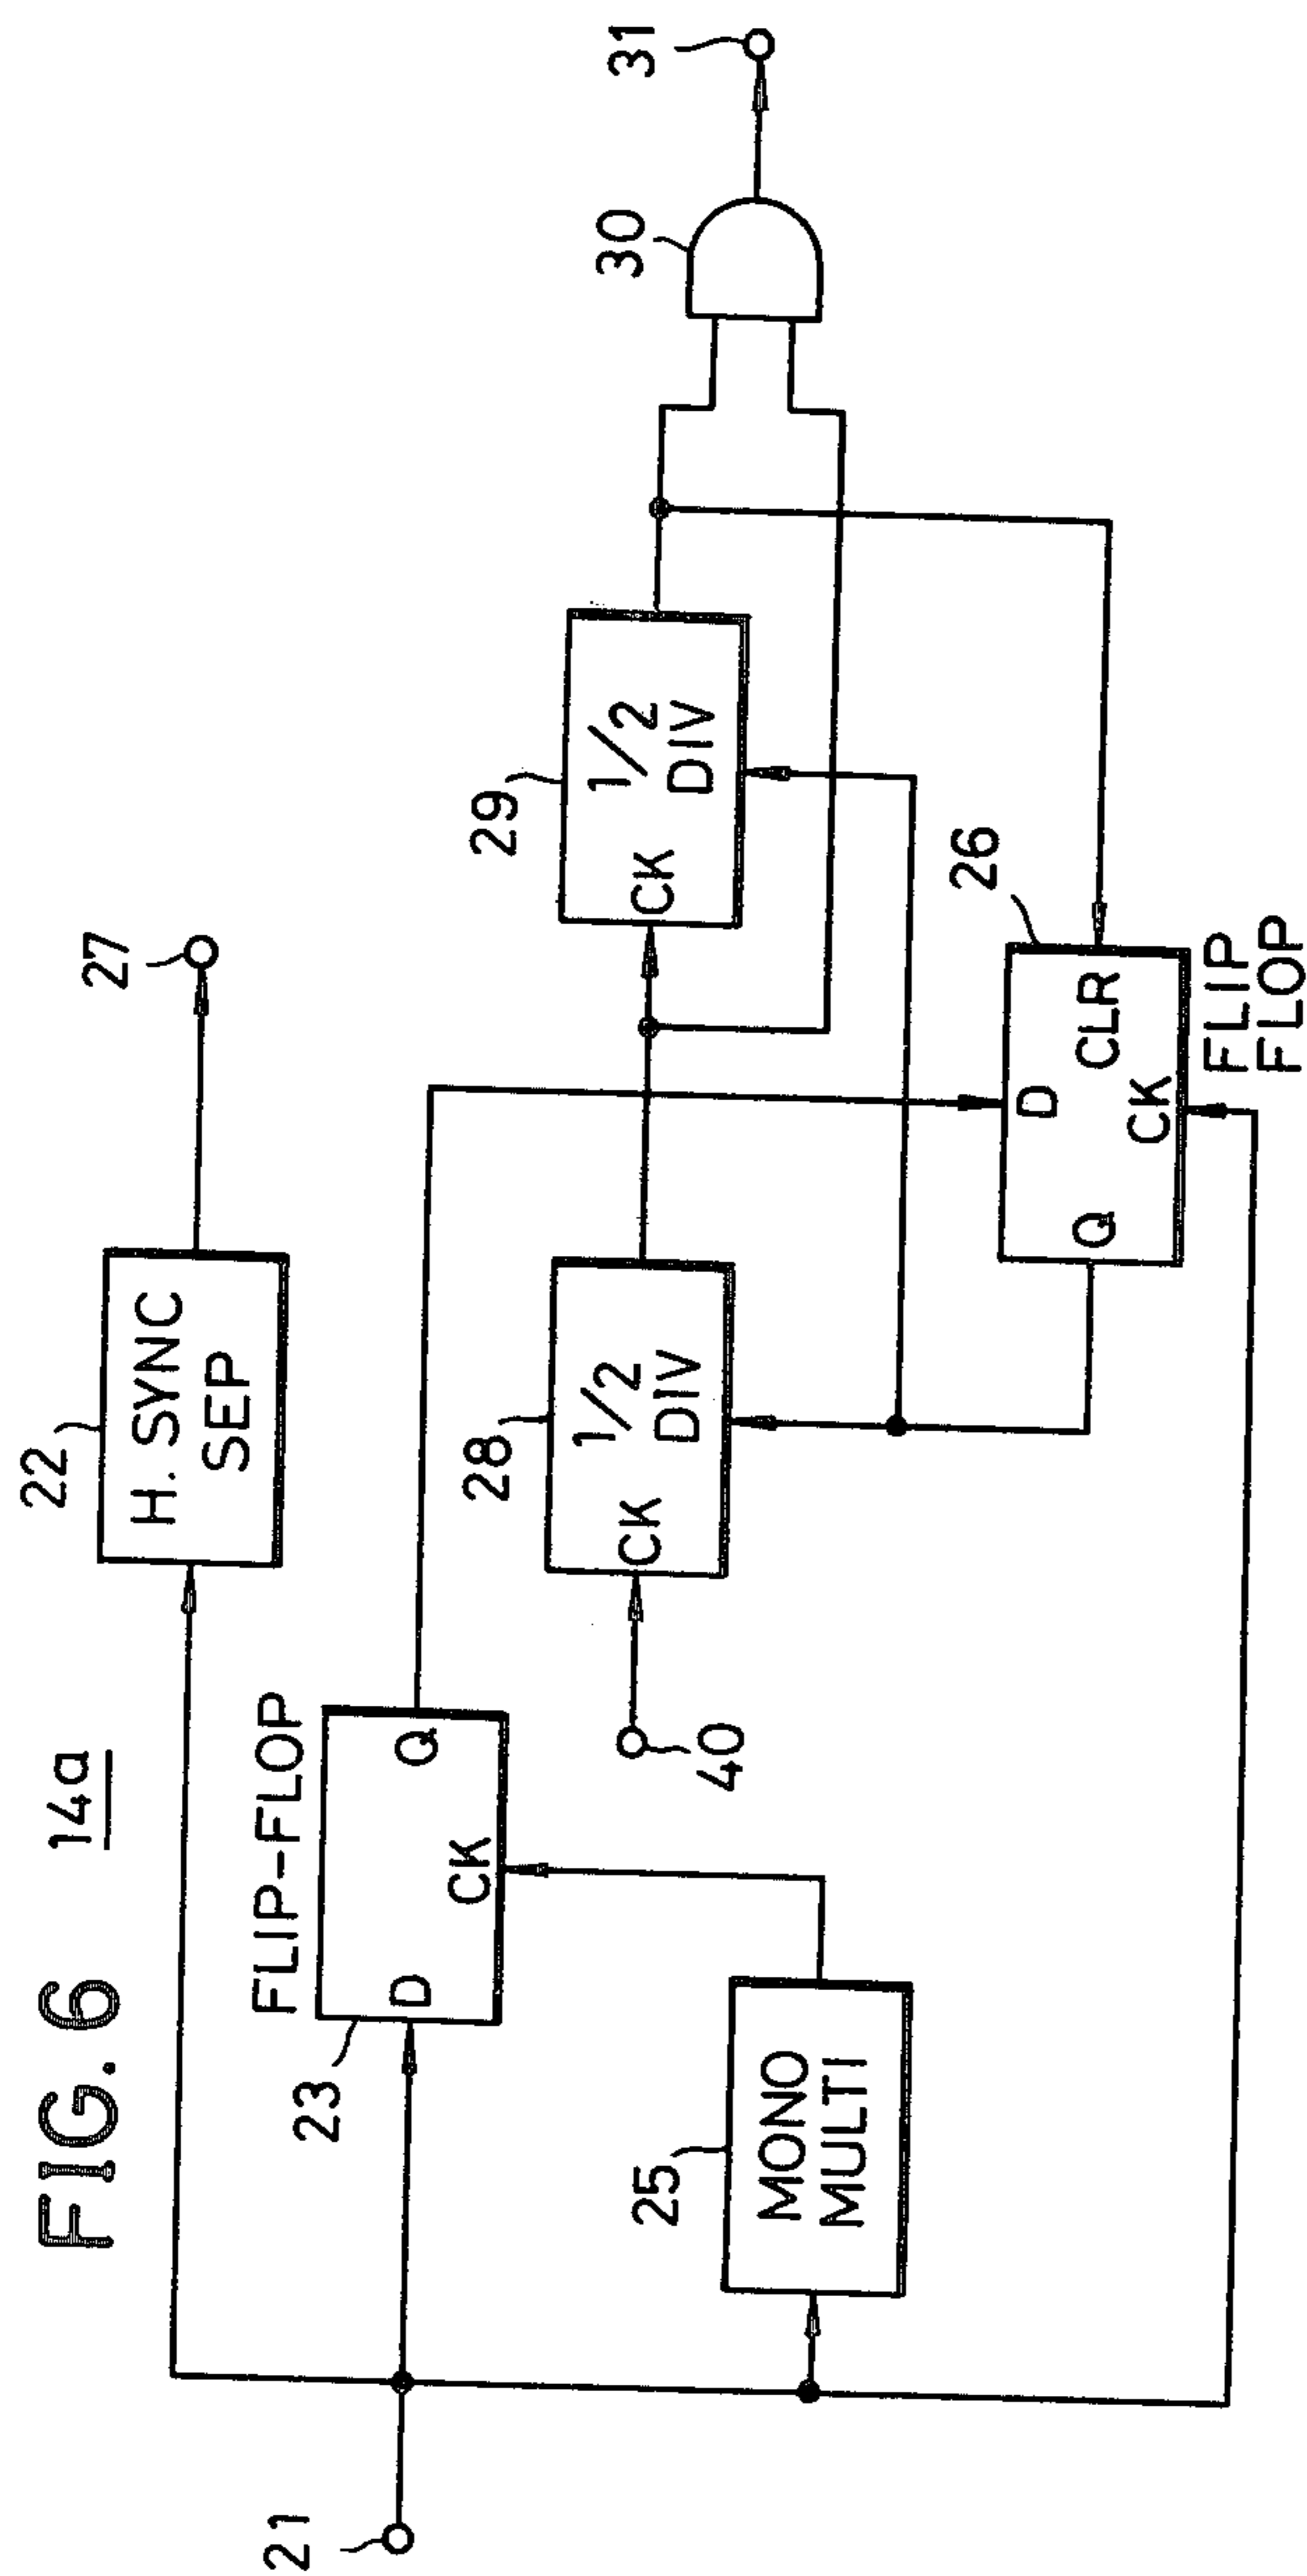 FIG. 6
14a
22
H. SYNC
SEP
27
FLIP-FLOP
23
D
Q
CK
21
25
MONO
MULTI
28
1/2
DIV
CK
40
29
1/2
DIV
CK
30
31
26
D
CLR
Q
CK
FLIP
FLOP